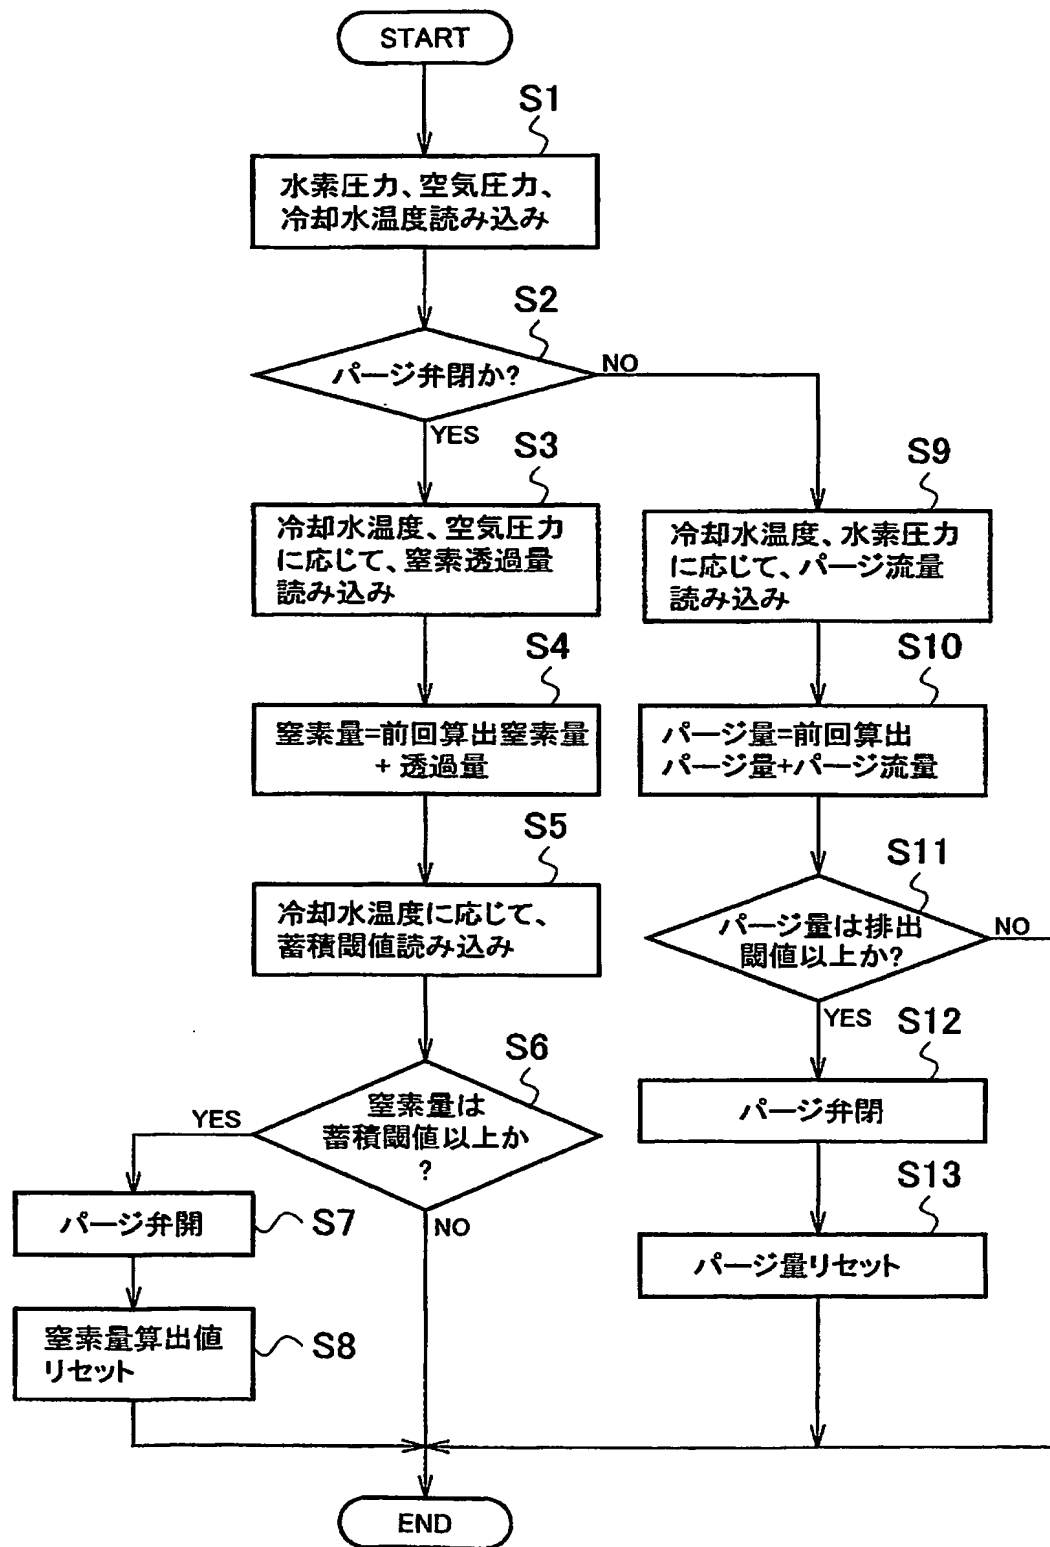 START
S1
水素圧力、空気圧力、
冷却水温度読み込み
S2
パージ弁閉か?
NO
YES
S3
冷却水温度、空気圧力
に応じて、窒素透過量
読み込み
S4
窒素量=前回算出窒素量
+ 透過量
S5
冷却水温度に応じて、
蓄積閾値読み込み
S6
窒素量は
蓄積閾値以上か
?
YES
NO
パージ弁開
S7
窒素量算出値
リセット
S8
S9
冷却水温度、水素圧力
に応じて、パージ流量
読み込み
S10
パージ量=前回算出
パージ量+パージ流量
S11
パージ量は排出
閾値以上か?
NO
YES
S12
パージ弁閉
S13
パージ量リセット
END